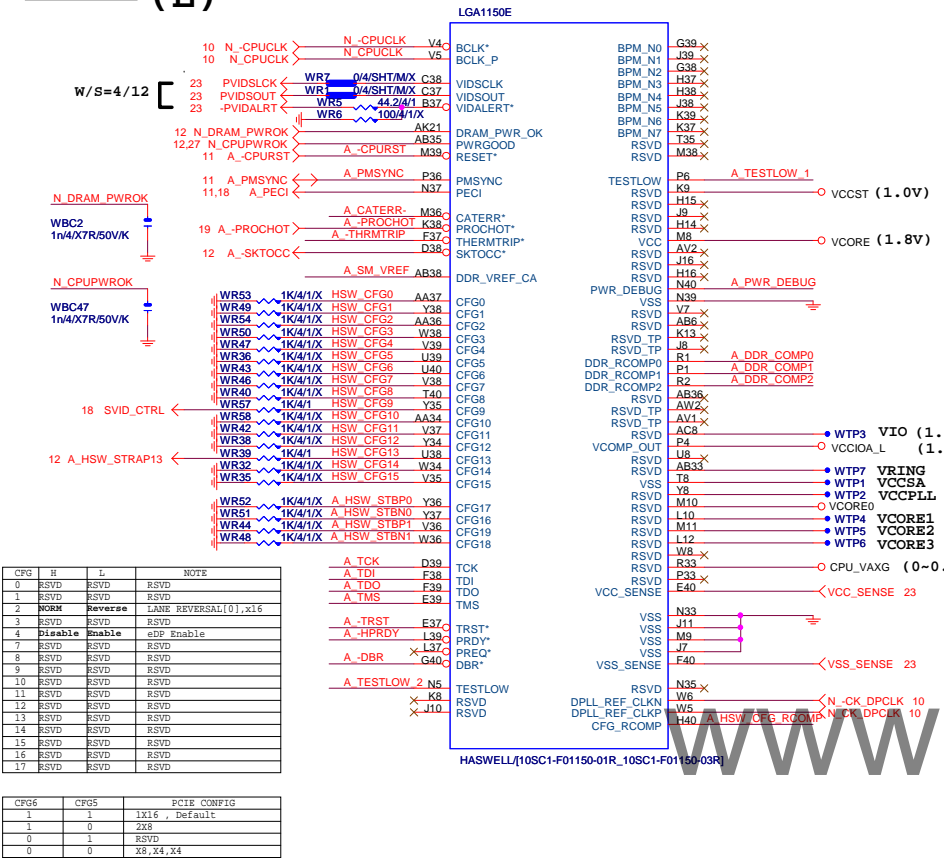 (L)
LGA1150E
10 N_-CPUCLK N_-CPUCLK V4 BCLK*
10 N_CPUCLK N_CPUCLK V5 BCLK_P
W/S=4/12 [
23 PVIDSLCK WR7 0/4/SHT/M/X C38 VIDSCLK
23 PVIDSOUT WR1 0/4/SHT/M/X C37 VIDSOUT
23 -PVIDALRT WR5 44.2/4/1 B37 VIDALERT*
WR6 100/4/1/X
12 N_DRAM_PWROK AK21 DRAM_PWR_OK
12,27 N_CPUPWROK AB35 PWRGOOD
11 A_-CPURST A_-CPURST M39 RESET*
11 A_PMSYNC A_PMSYNC P36 PMSYNC
11,18 A_PECI N37 PECI
A_CATERR- M36 CATERR*
19 A_-PROCHOT A_-PROCHOT K38 PROCHOT*
A_-THRMTRIP F37 THERMTRIP*
12 A_-SKTOCC D38 SKTOCC*
A_SM_VREF AB38 DDR_VREF_CA
N_DRAM_PWROK
WBC2
1n/4/X7R/50V/K
N_CPUPWROK
WBC47
1n/4/X7R/50V/K
WR53 1K/4/1/X HSW_CFG0 AA37 CFG0
WR49 1K/4/1/X HSW_CFG1 Y38 CFG1
WR54 1K/4/1/X HSW_CFG2 AA36 CFG2
WR50 1K/4/1/X HSW_CFG3 W38 CFG3
WR47 1K/4/1/X HSW_CFG4 V39 CFG4
WR36 1K/4/1/X HSW_CFG5 U39 CFG5
WR43 1K/4/1/X HSW_CFG6 U40 CFG6
WR46 1K/4/1/X HSW_CFG7 V38 CFG7
WR40 1K/4/1/X HSW_CFG8 T40 CFG8
18 SVID_CTRL WR57 1K/4/1 HSW_CFG9 Y35 CFG9
WR58 1K/4/1/X HSW_CFG10 AA34 CFG10
WR42 1K/4/1/X HSW_CFG11 V37 CFG11
WR38 1K/4/1/X HSW_CFG12 Y34 CFG12
12 A_HSW_STRAP13 WR39 1K/4/1 HSW_CFG13 U38 CFG13
WR32 1K/4/1/X HSW_CFG14 W34 CFG14
WR35 1K/4/1/X HSW_CFG15 V35 CFG15
WR52 1K/4/1/X A_HSW_STBP0 Y36 CFG17
WR51 1K/4/1/X A_HSW_STBN0 Y37 CFG16
WR44 1K/4/1/X A_HSW_STBP1 V36 CFG19
WR48 1K/4/1/X A_HSW_STBN1 W36 CFG18
A_TCK D39 TCK
A_TDI F38 TDI
A_TDO F39 TDO
A_TMS E39 TMS
A_-TRST E37 TRST*
A_-HPRDY L39 PRDY*
L37 PREQ*
A_-DBR G40 DBR*
A_TESTLOW_2 N5 TESTLOW
K8 RSVD
J10 RSVD
BPM_N0 G39
BPM_N1 J39
BPM_N2 G38
BPM_N3 H37
BPM_N4 H38
BPM_N5 J38
BPM_N6 K39
BPM_N7 K37
RSVD T35
RSVD M38
TESTLOW P6 A_TESTLOW_1
RSVD K9 VCCST (1.0V)
RSVD H15
RSVD J9
RSVD H14
VCC M8 VCORE (1.8V)
RSVD AV2
RSVD J16
RSVD H16
PWR_DEBUG N40 A_PWR_DEBUG
VSS N39
RSVD V7
RSVD AB6
RSVD_TP K13
RSVD_TP J8
DDR_RCOMP0 R1 A_DDR_COMP0
DDR_RCOMP1 P1 A_DDR_COMP1
DDR_RCOMP2 R2 A_DDR_COMP2
RSVD AB36
RSVD_TP AW2
RSVD_TP AV1
RSVD AC8 WTP3 VIO (1.
VCOMP_OUT P4 VCCIOA_L (1.
RSVD U8
RSVD AB33 WTP7 VRING
VSS T8 WTP1 VCCSA
RSVD Y8 WTP2 VCCPLL
RSVD M10 VCORE0
RSVD L10 WTP4 VCORE1
RSVD M11 WTP5 VCORE2
RSVD L12 WTP6 VCORE3
RSVD W8
RSVD R33 CPU_VAXG (0~0.
RSVD P33
VCC_SENSE E40 VCC_SENSE 23
VSS N33
VSS J11
VSS M9
VSS J7
VSS_SENSE F40 VSS_SENSE 23
RSVD N35
DPLL_REF_CLKN W6 N_-CK_DPCLK 10
DPLL_REF_CLKP W5 N_CK_DPCLK 10
CFG_RCOMP H40 A_HSW_CFG_RCOMP
HASWELL/[10SC1-F01150-01R_10SC1-F01150-03R]
WWW
CFG H L NOTE
0 RSVD RSVD RSVD
1 RSVD RSVD RSVD
2 NORM Reverse LANE REVERSAL[0],x16
3 RSVD RSVD RSVD
4 Disable Enable eDP Enable
7 RSVD RSVD RSVD
8 RSVD RSVD RSVD
9 RSVD RSVD RSVD
10 RSVD RSVD RSVD
11 RSVD RSVD RSVD
12 RSVD RSVD RSVD
13 RSVD RSVD RSVD
14 RSVD RSVD RSVD
15 RSVD RSVD RSVD
16 RSVD RSVD RSVD
17 RSVD RSVD RSVD
CFG6 CFG5 PCIE CONFIG
1 1 1X16 , Default
1 0 2X8
0 1 RSVD
0 0 X8,X4,X4